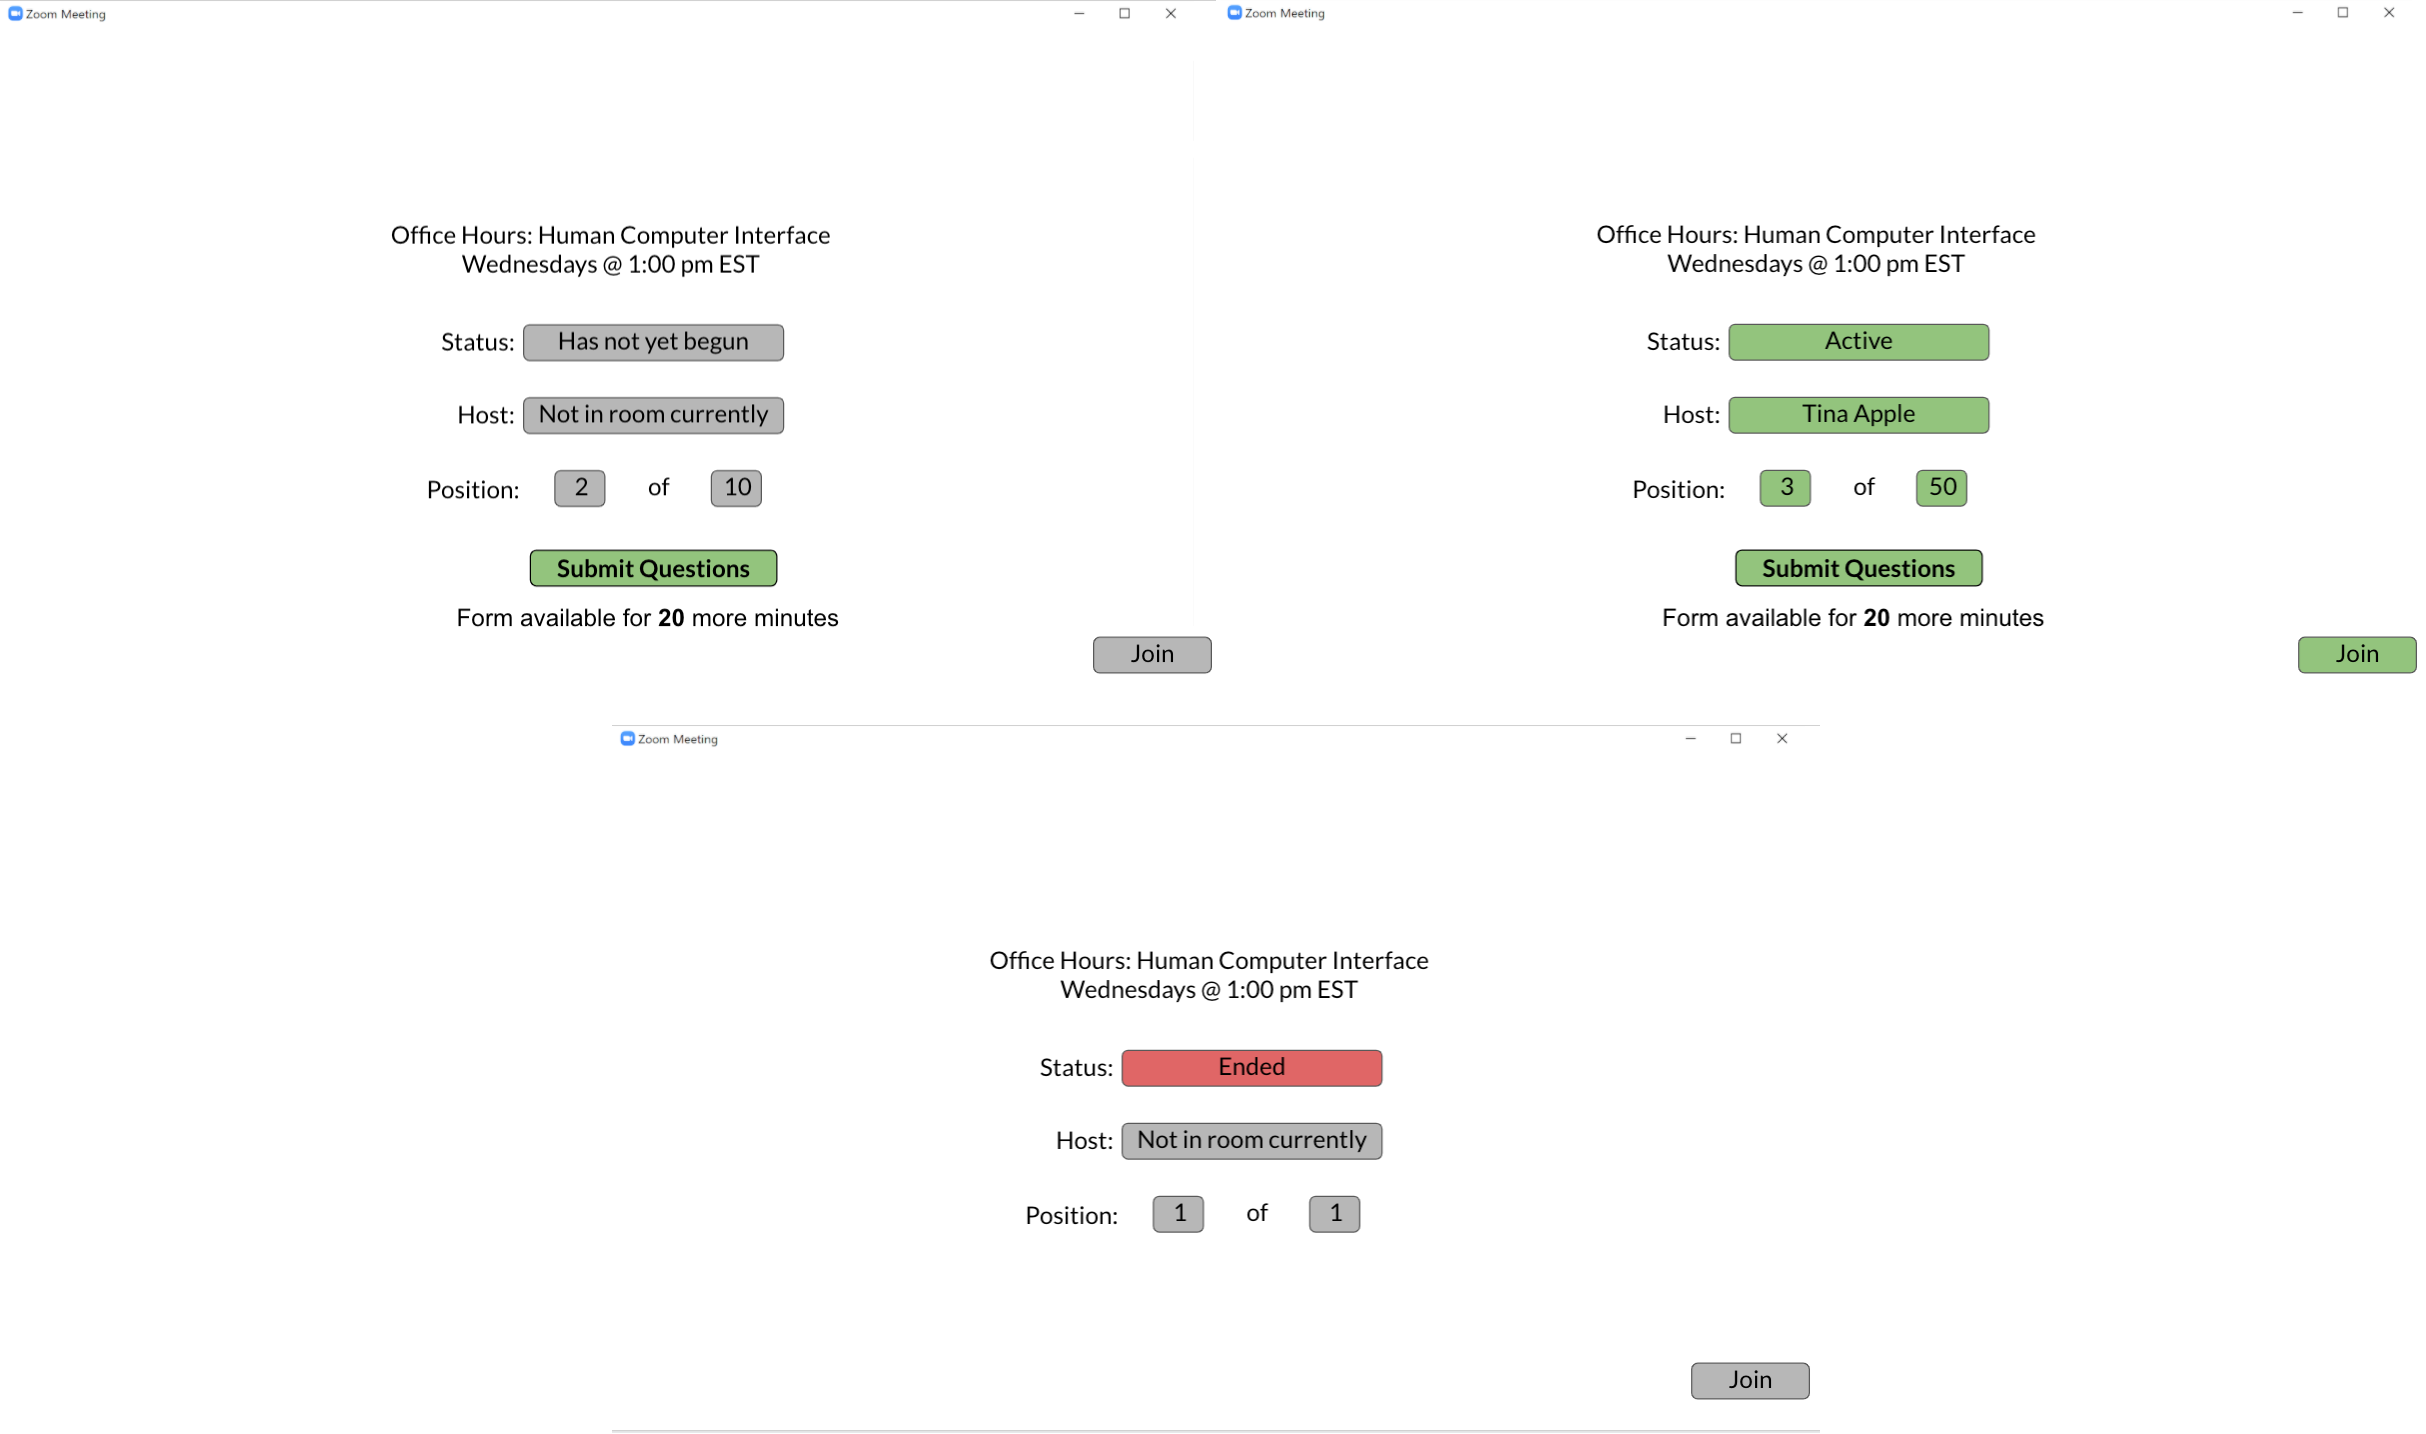 Zoom Meeting
Office Hours: Human Computer Interface
Wednesdays @ 1:00 pm EST
Status: Has not yet begun
Host: Not in room currently
Position: 2 of 10
Submit Questions
Form available for 20 more minutes
Join
Zoom Meeting
Office Hours: Human Computer Interface
Wednesdays @ 1:00 pm EST
Status: Active
Host: Tina Apple
Position: 3 of 50
Submit Questions
Form available for 20 more minutes
Join
Zoom Meeting
Office Hours: Human Computer Interface
Wednesdays @ 1:00 pm EST
Status: Ended
Host: Not in room currently
Position: 1 of 1
Join